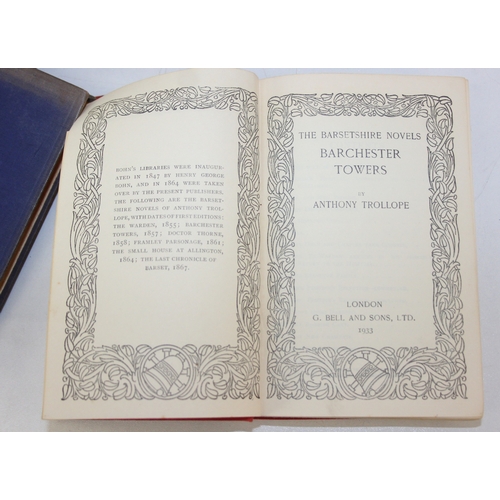 BOHN'S LIBRARIES WERE INAUGUR-
ATED IN 1847 BY HENRY GEORGE
BOHN, AND IN 1864 WERE TAKEN
OVER BY THE PRESENT PUBLISHERS.
THE FOLLOWING ARE THE BARSET-
SHIRE NOVELS OF ANTHONY TROL-
LOPE, WITH DATES OF FIRST EDITIONS:
THE WARDEN, 1855; BARCHESTER
TOWERS, 1857; DOCTOR THORNE,
1858; FRAMLEY PARSONAGE, 1861;
THE SMALL HOUSE AT ALLINGTON,
1864; THE LAST CHRONICLE OF
BARSET, 1867.
THE BARSETSHIRE NOVELS
BARCHESTER
TOWERS
BY
ANTHONY TROLLOPE
LONDON
G. BELL AND SONS, LTD.
1933